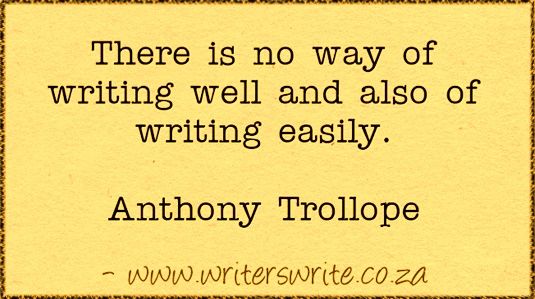 There is no way of
writing well and also of
writing easily.
Anthony Trollope
- www.writerswrite.co.za